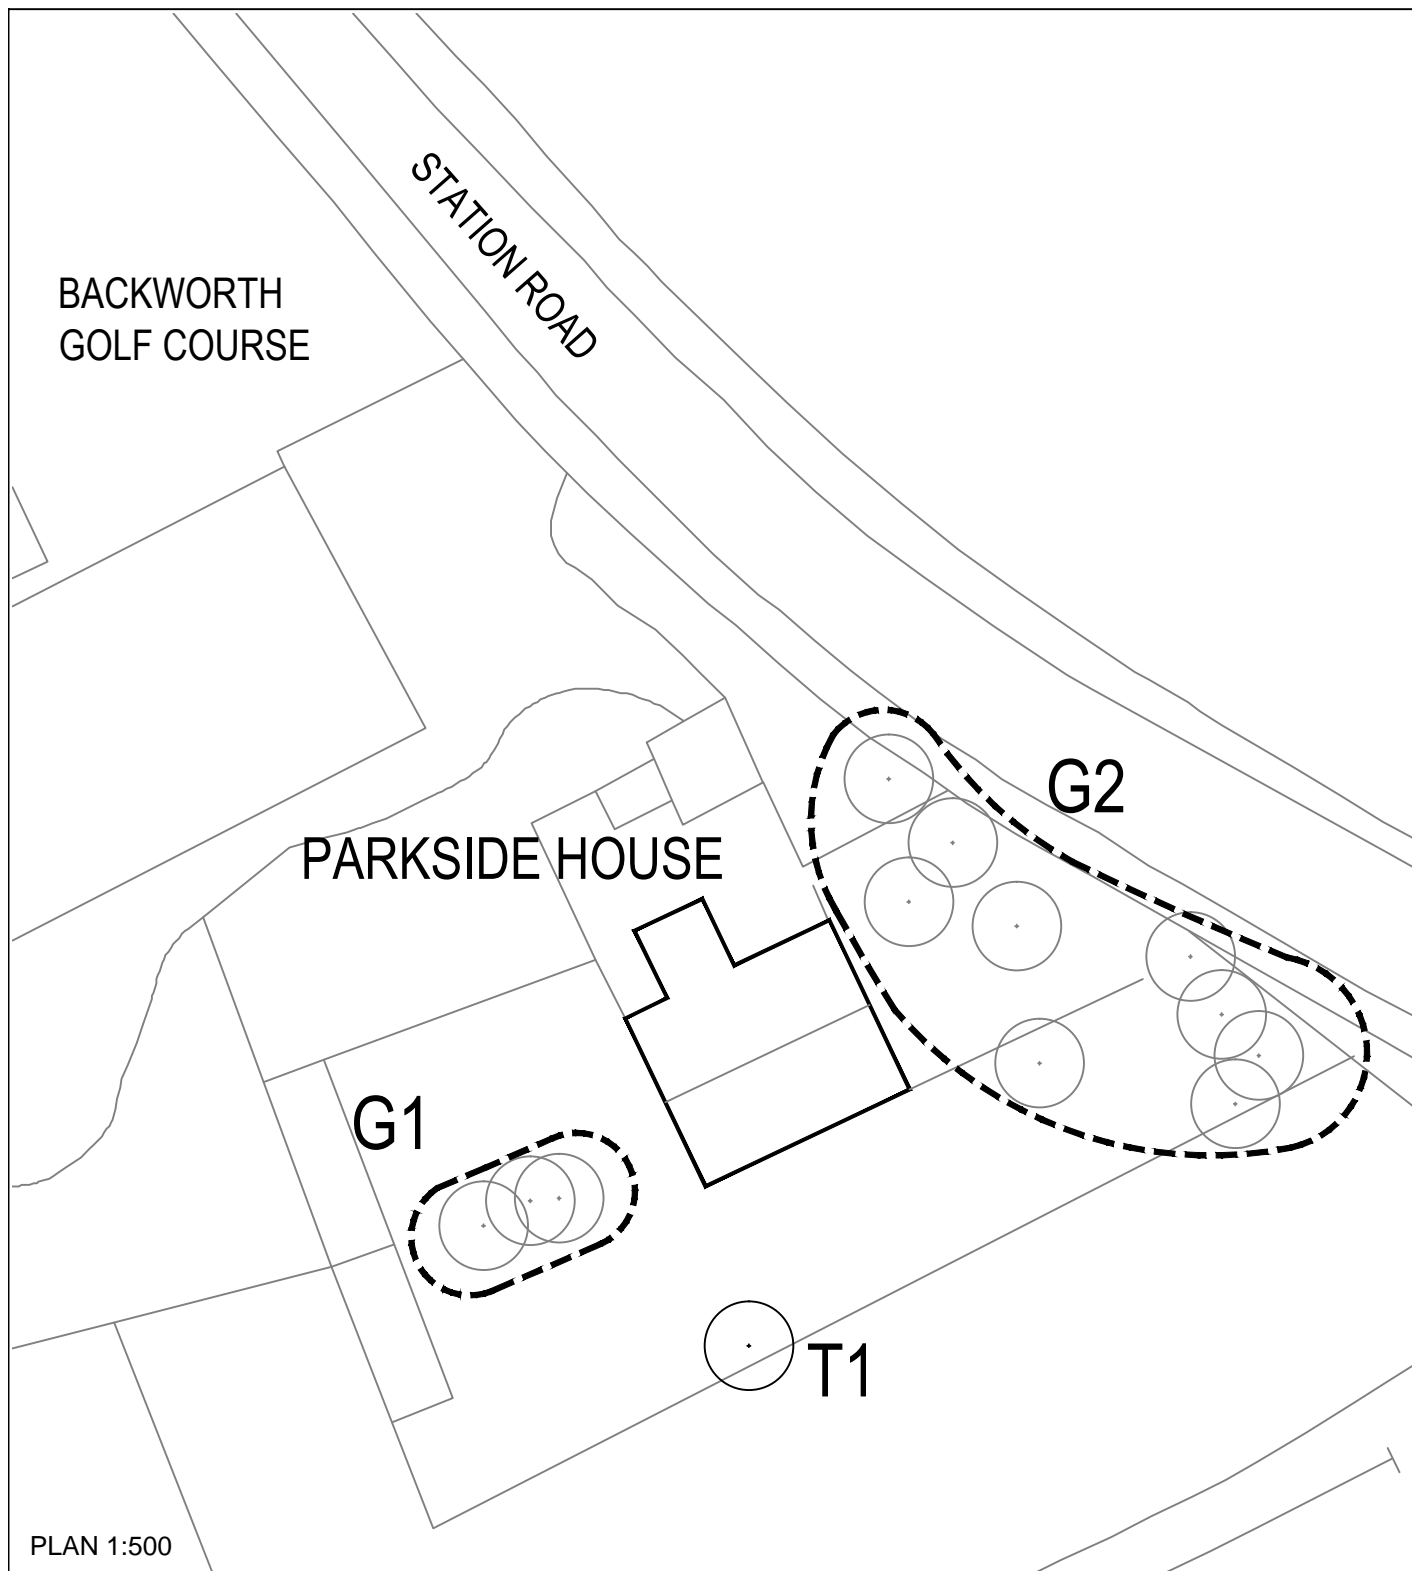 STATION ROAD
BACKWORTH
GOLF COURSE
G2
PARKSIDE HOUSE
G1
T1
PLAN 1:500